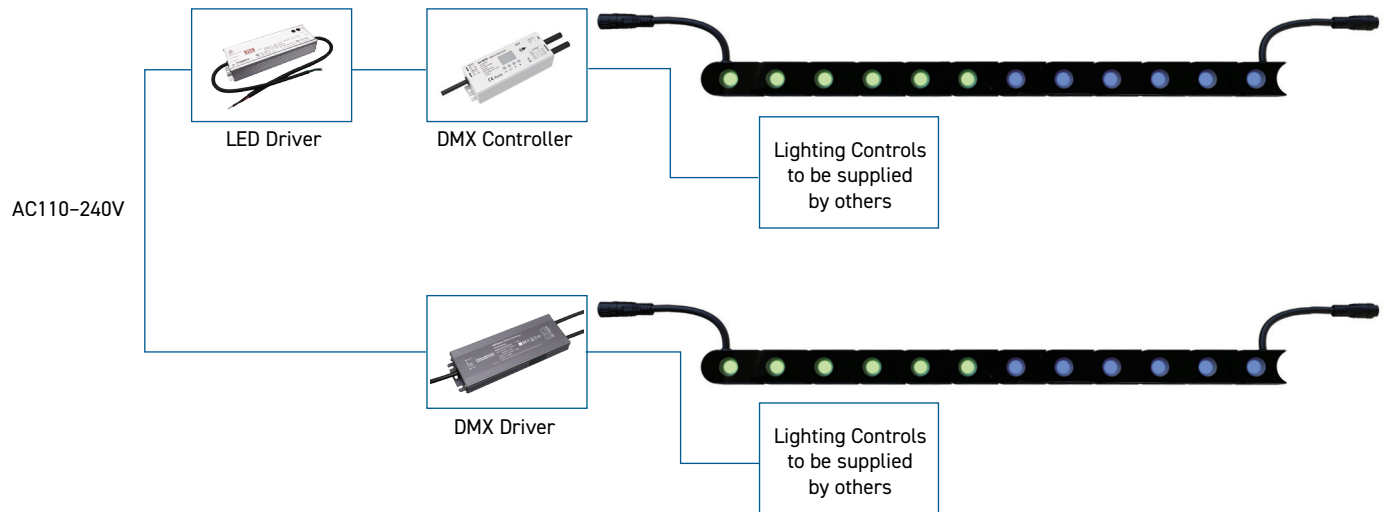 LED Driver
DMX Controller
Lighting Controls
to be supplied
by others
AC110–240V
DMX Driver
Lighting Controls
to be supplied
by others